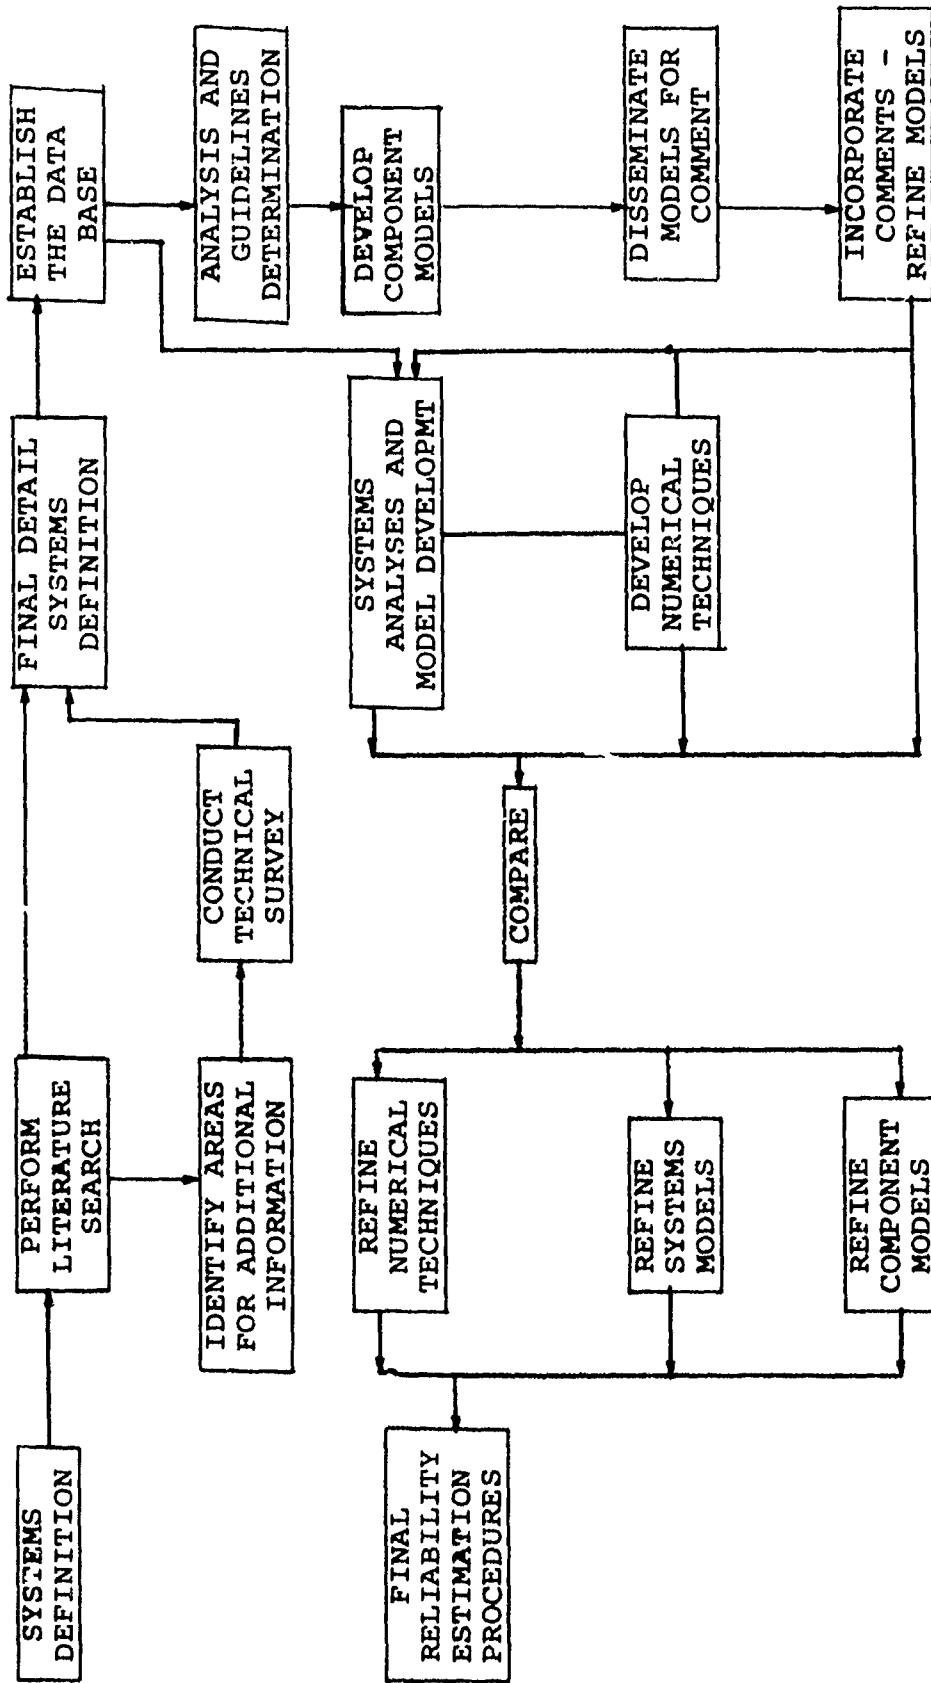 SYSTEMS
DEFINITION
PERFORM
LITERATURE
SEARCH
IDENTIFY AREAS
FOR ADDITIONAL
INFORMATION
CONDUCT
TECHNICAL
SURVEY
FINAL DETAIL
SYSTEMS
DEFINITION
ESTABLISH
THE DATA
BASE
ANALYSIS AND
GUIDELINES
DETERMINATION
DEVELOP
COMPONENT
MODELS
DISSEMINATE
MODELS FOR
COMMENT
INCORPORATE
COMMENTS -
REFINE MODELS
SYSTEMS
ANALYSES AND
MODEL DEVELOPMT
DEVELOP
NUMERICAL
TECHNIQUES
COMPARE
REFINE
NUMERICAL
TECHNIQUES
REFINE
SYSTEMS
MODELS
REFINE
COMPONENT
MODELS
FINAL
RELIABILITY
ESTIMATION
PROCEDURES